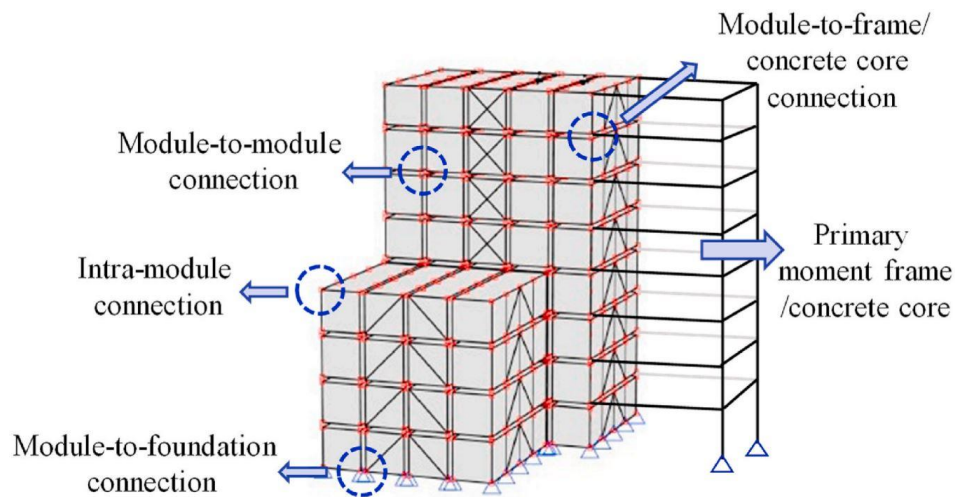 Module-to-frame/
concrete core
connection
Module-to-module
connection
Intra-module
connection
Primary
moment frame
/concrete core
Module-to-foundation
connection